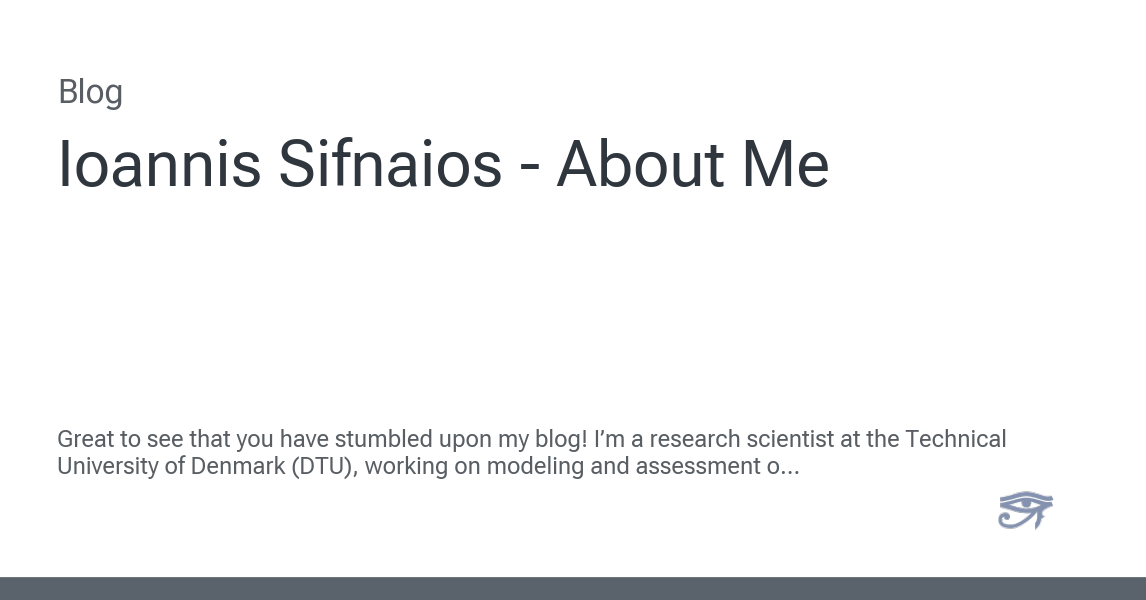 Blog
Ioannis Sifnaios - About Me
Great to see that you have stumbled upon my blog! I’m a research scientist at the Technical
University of Denmark (DTU), working on modeling and assessment o...